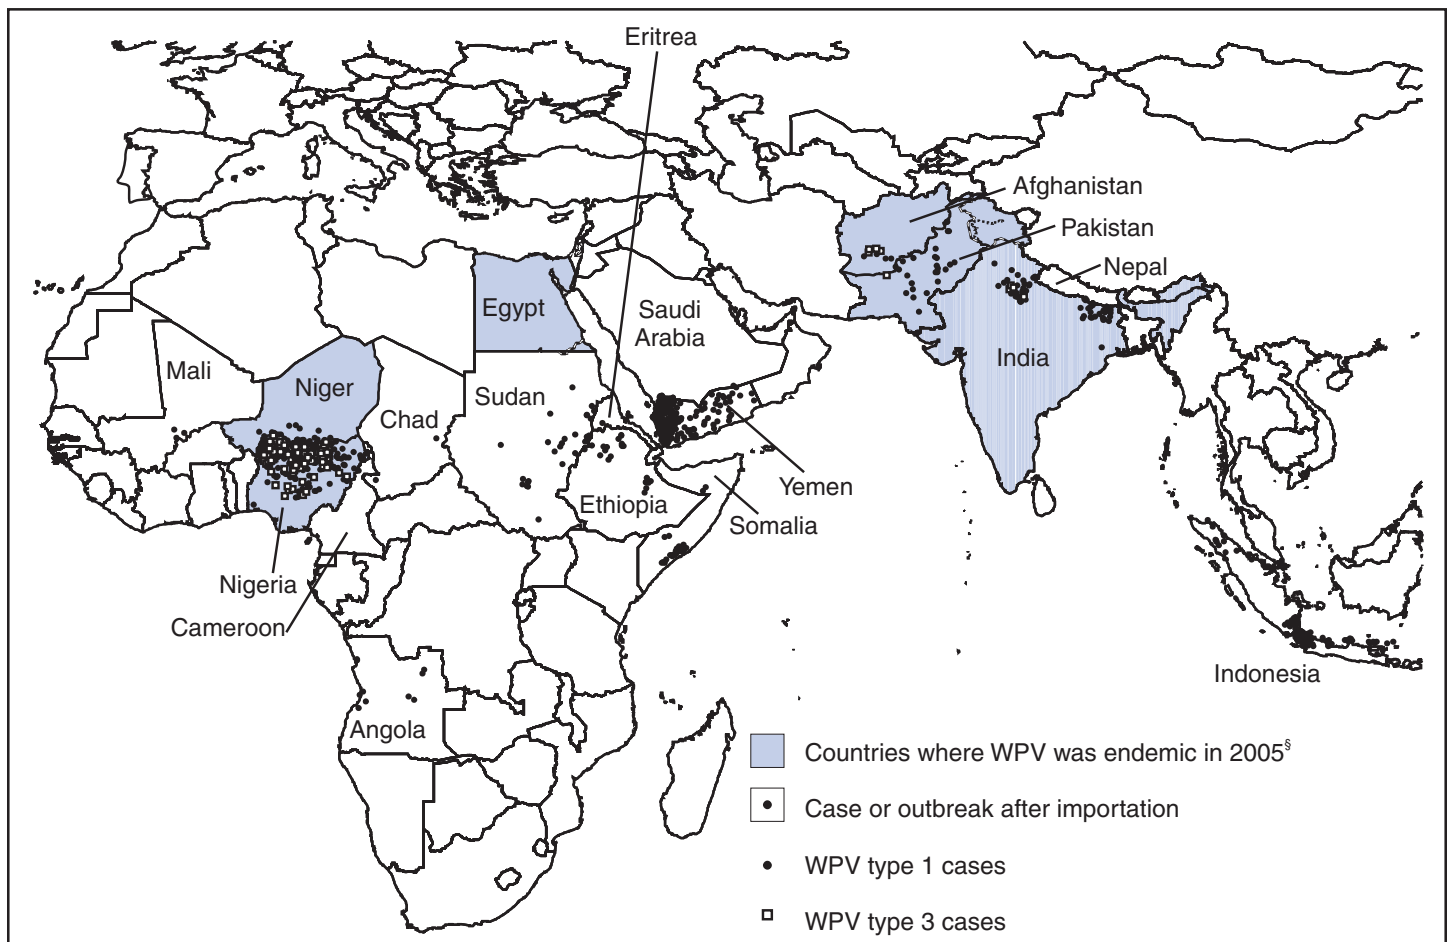 Eritrea
Afghanistan
Pakistan
Nepal
Egypt
Saudi
Arabia
India
Mali
Niger
Chad
Sudan
Yemen
Ethiopia
Somalia
Nigeria
Cameroon
Indonesia
Angola
Countries where WPV was endemic in 2005§
Case or outbreak after importation
WPV type 1 cases
WPV type 3 cases